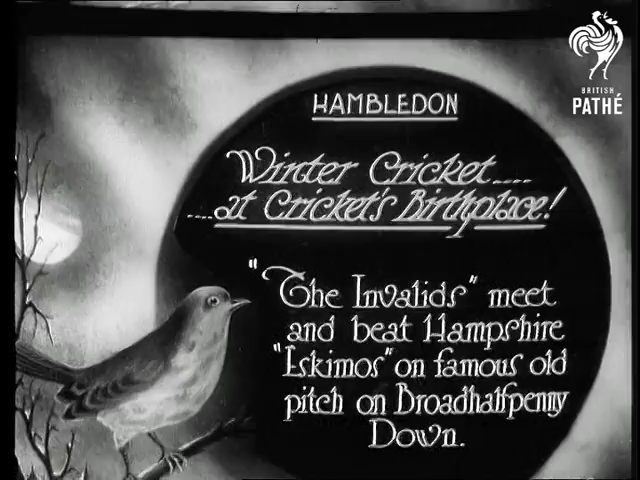 BRITISH
PATHÉ
HAMBLEDON
Winter Cricket....
....at Cricket's Birthplace!
"The Invalids" meet
and beat Hampshire
"Eskimos" on famous old
pitch on Broadhalfpenny
Down.